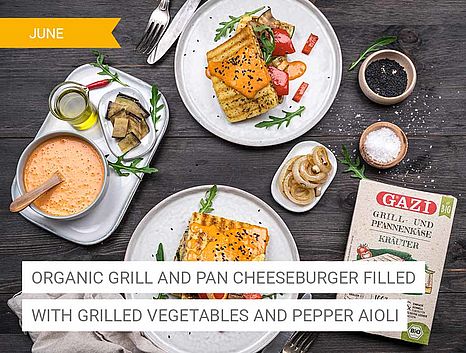 JUNE
GAZİ
BIO
GRILL- UND
PFANNENKÄSE
KRÄUTER
BIO
ORGANIC GRILL AND PAN CHEESEBURGER FILLED
WITH GRILLED VEGETABLES AND PEPPER AIOLI